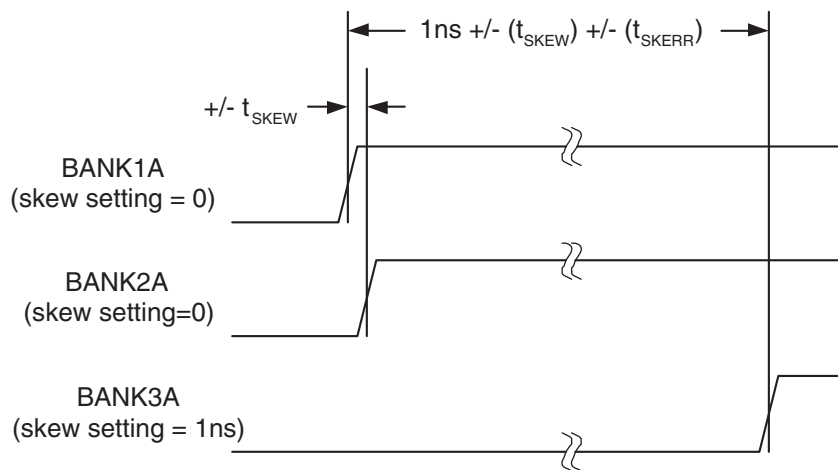 1ns +/- (tSKEW) +/- (tSKERR)
+/- tSKEW
BANK1A
(skew setting = 0)
BANK2A
(skew setting=0)
BANK3A
(skew setting = 1ns)